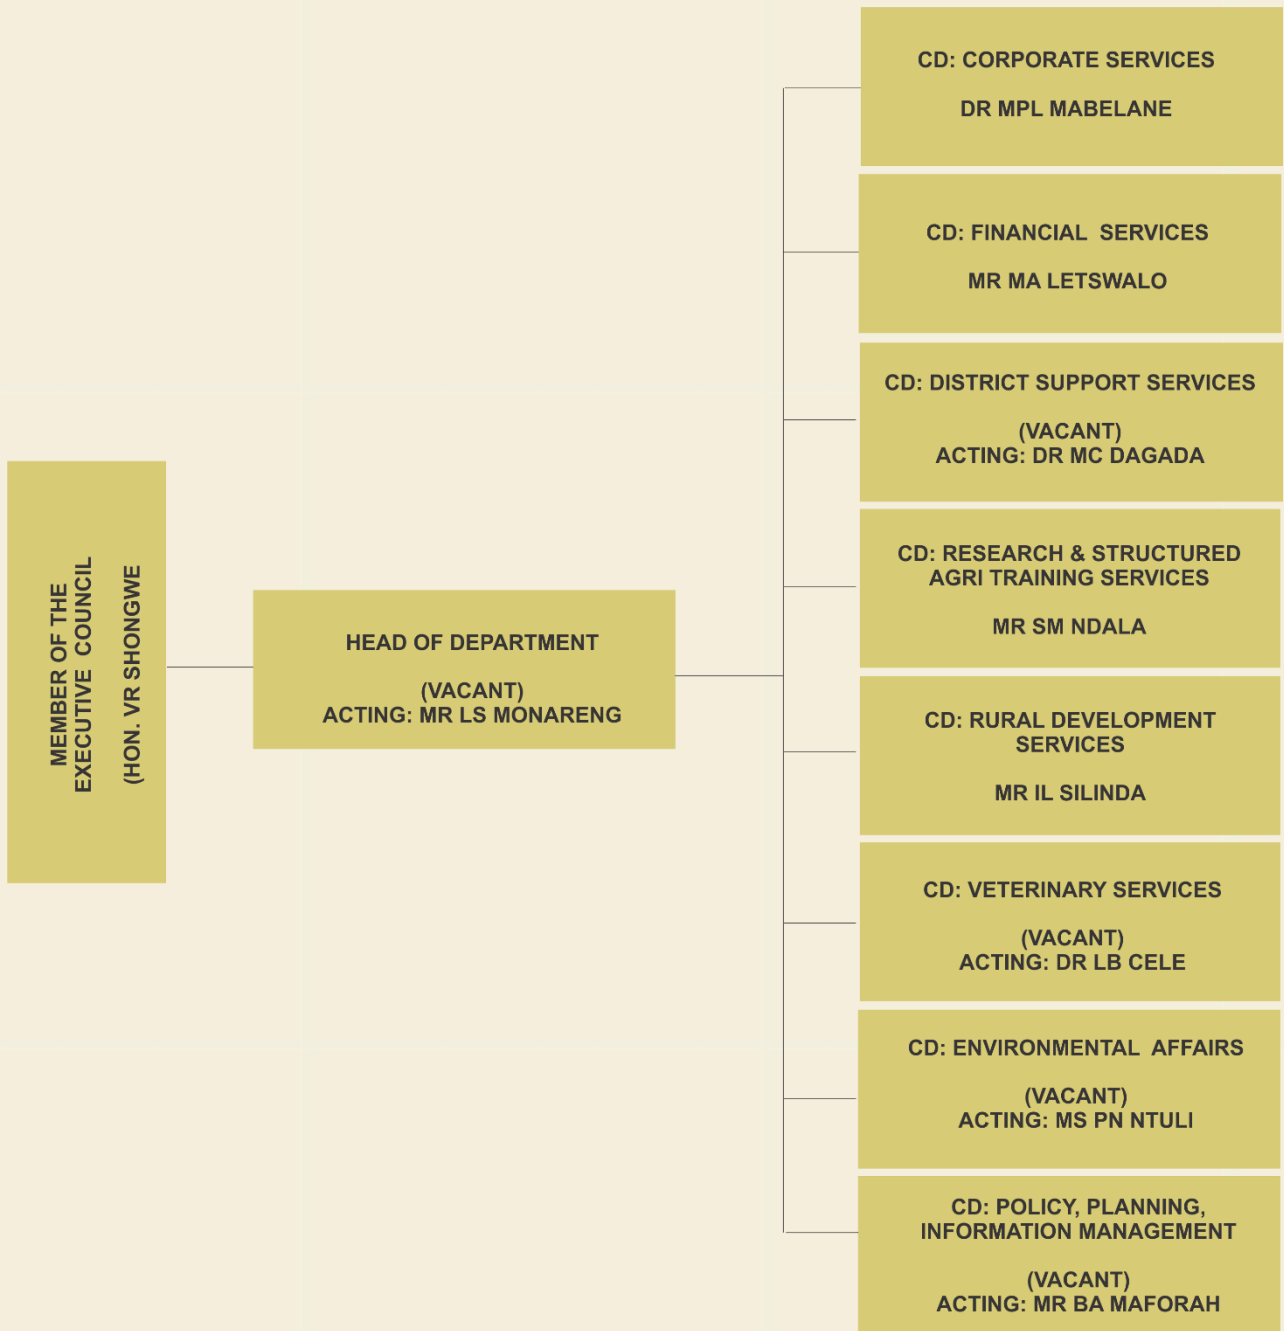 MEMBER OF THE
EXECUTIVE COUNCIL
(HON. VR SHONGWE
HEAD OF DEPARTMENT
(VACANT)
ACTING: MR LS MONARENG
CD: CORPORATE SERVICES
DR MPL MABELANE
CD: FINANCIAL SERVICES
MR MA LETSWALO
CD: DISTRICT SUPPORT SERVICES
(VACANT)
ACTING: DR MC DAGADA
CD: RESEARCH & STRUCTURED
AGRI TRAINING SERVICES
MR SM NDALA
CD: RURAL DEVELOPMENT
SERVICES
MR IL SILINDA
CD: VETERINARY SERVICES
(VACANT)
ACTING: DR LB CELE
CD: ENVIRONMENTAL AFFAIRS
(VACANT)
ACTING: MS PN NTULI
CD: POLICY, PLANNING,
INFORMATION MANAGEMENT
(VACANT)
ACTING: MR BA MAFORAH